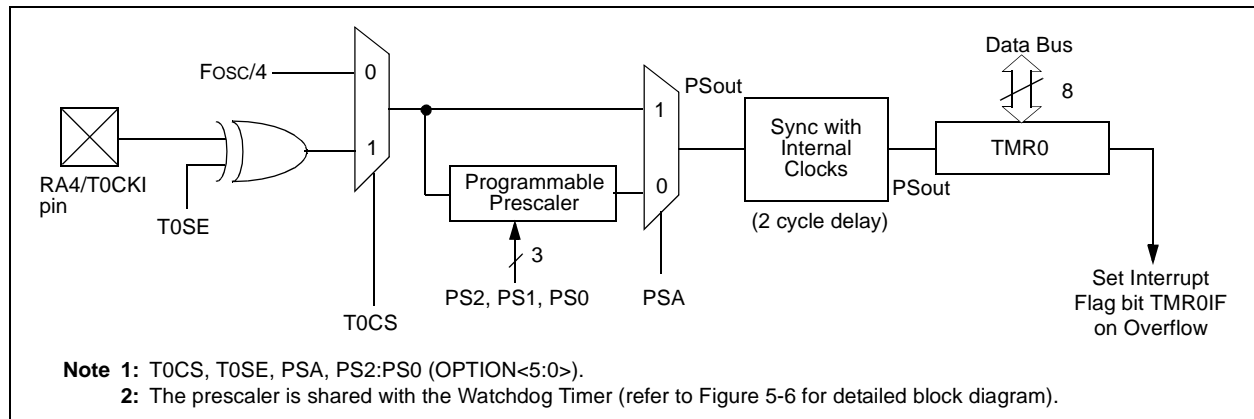 Data Bus
8
FOSC/4
0
1
RA4/T0CKI
pin
T0SE
T0CS
Programmable
Prescaler
3
PS2, PS1, PS0
1
0
PSA
PSout
Sync with
Internal
Clocks
(2 cycle delay)
PSout
TMR0
Set Interrupt
Flag bit TMR0IF
on Overflow
Note 1: T0CS, T0SE, PSA, PS2:PS0 (OPTION<5:0>).
2: The prescaler is shared with the Watchdog Timer (refer to Figure 5-6 for detailed block diagram).